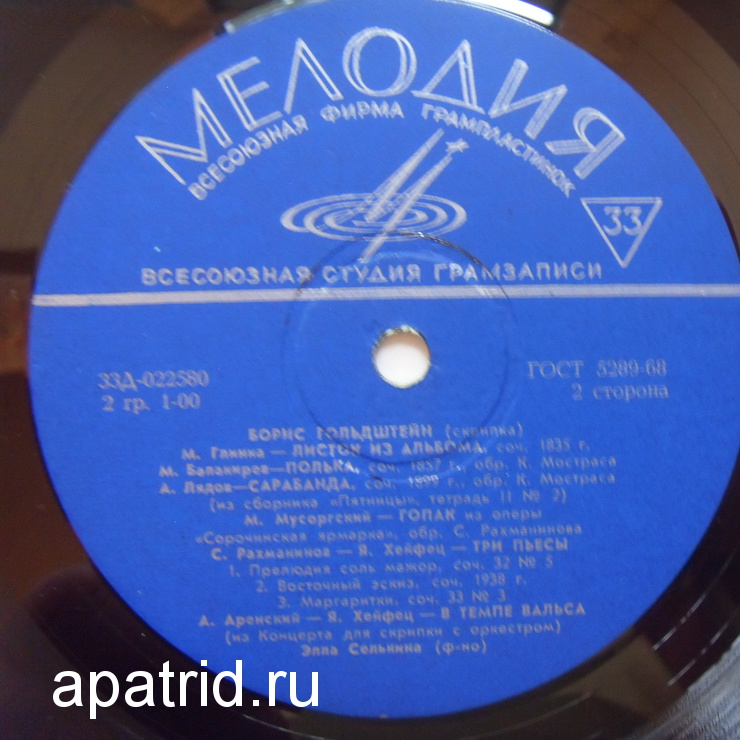 МЕЛОДИЯ
ВСЕСОЮЗНАЯ ФИРМА ГРАМПЛАСТИНОК
33
ВСЕСОЮЗНАЯ СТУДИЯ ГРАМЗАПИСИ
33Д-022580
2 гр. 1-00
ГОСТ 5289-68
2 сторона
БОРИС ГОЛЬДШТЕЙН (скрипка)
М. Глинка — ЛИСТОК ИЗ АЛЬБОМА, соч. 1835 г.
М. Балакирев—ПОЛЬКА, соч. 1857 г., обр. К. Мостраса
А. Лядов—САРАБАНДА, соч. 1899 г., обр. К. Мостраса
(из сборника «Пятницы», тетрадь II № 2)
М. Мусоргский — ГОПАК из оперы
«Сорочинская ярмарка», обр. С. Рахманинова
С. Рахманинов — Я. Хейфец — ТРИ ПЬЕСЫ
1. Прелюдия соль мажор, соч. 32 № 5
2. Восточный эскиз, соч. 1938 г.
3. Маргаритки, соч. 33 № 3
А. Аренский — Я. Хейфец — В ТЕМПЕ ВАЛЬСА
(из Концерта для скрипки с оркестром)
Элла Селькина (ф-но)
apatrid.ru